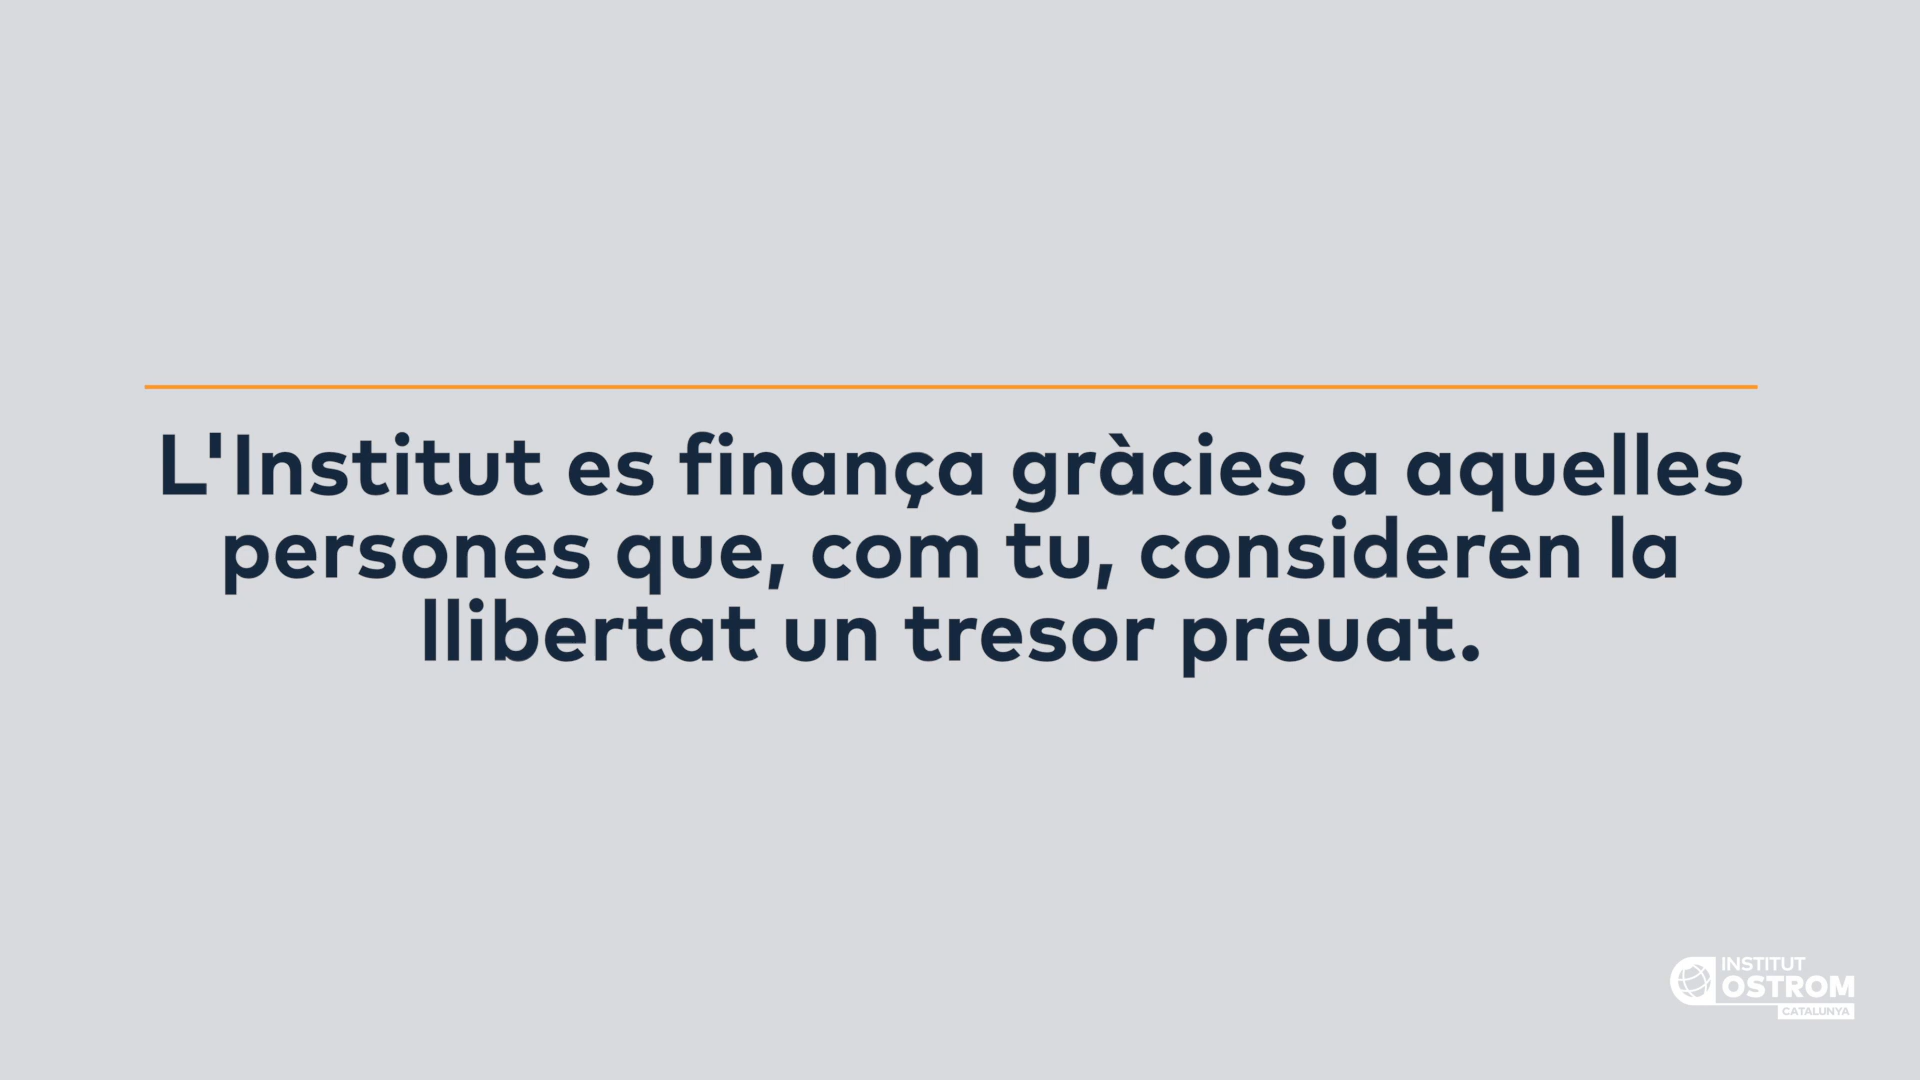 L'Institut es finança gràcies a aquelles
persones que, com tu, consideren la
llibertat un tresor preuat.
INSTITUT
OSTROM
CATALUNYA